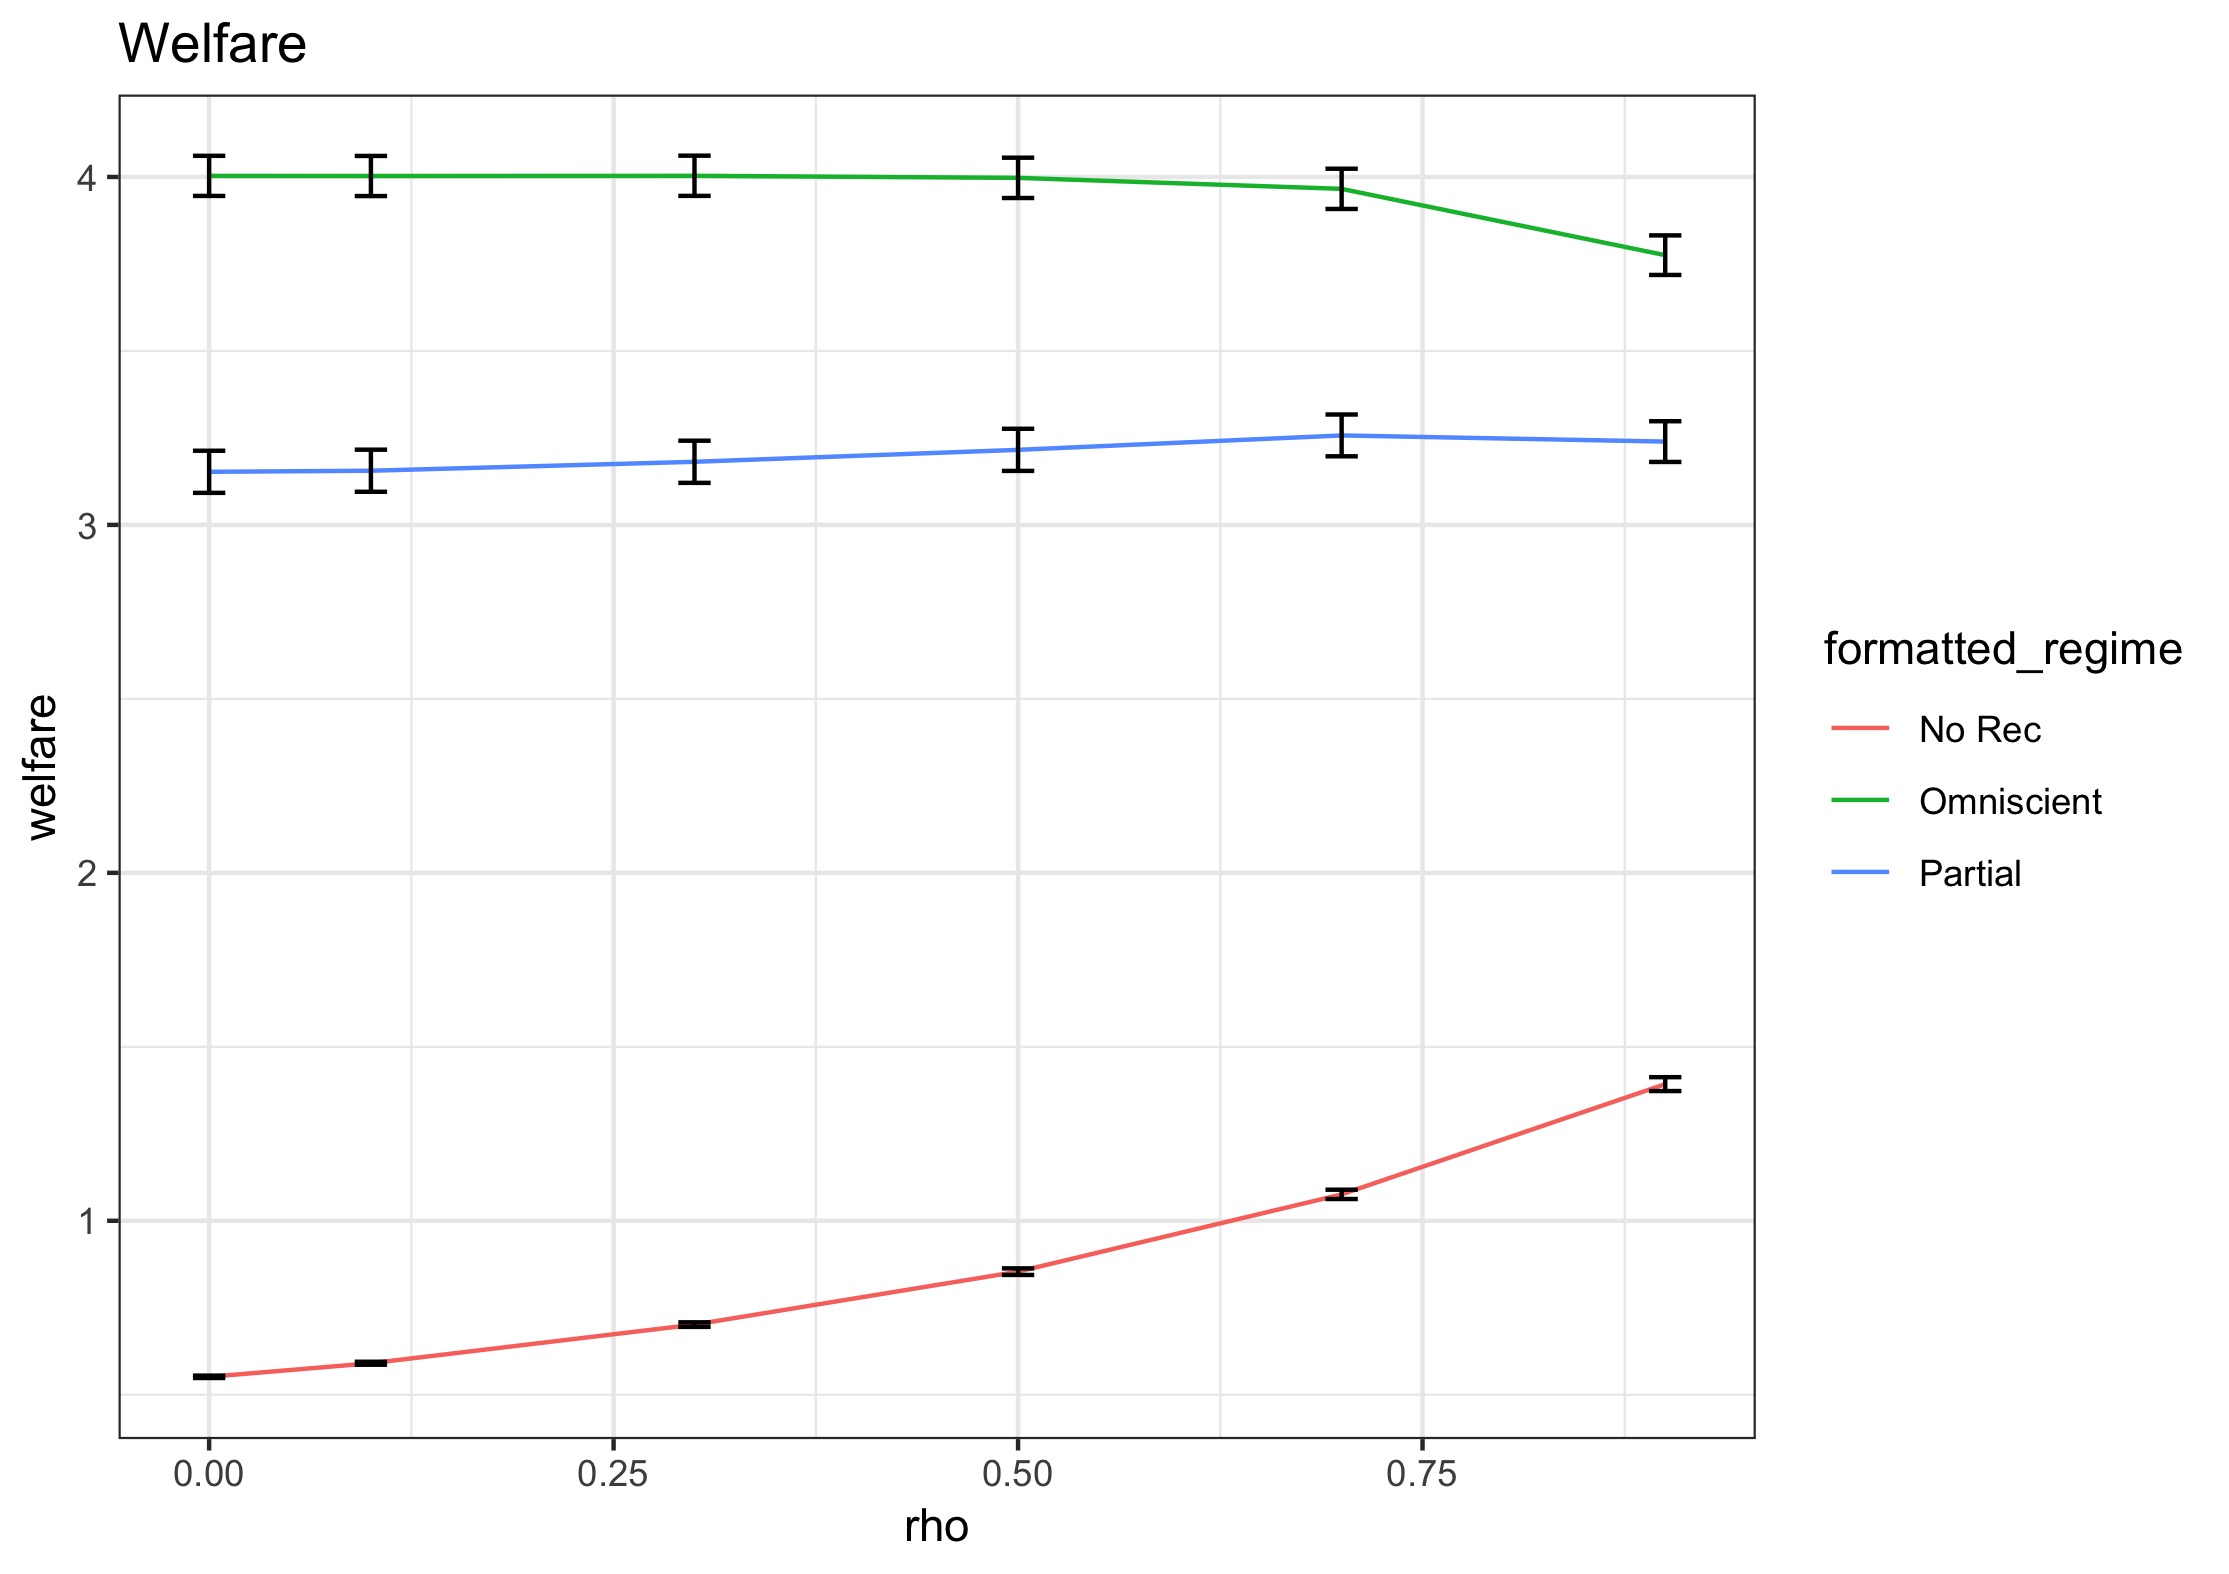 Welfare
4
3
2
1
welfare
0.00 0.25 0.50 0.75
rho
formatted_regime
No Rec
Omniscient
Partial